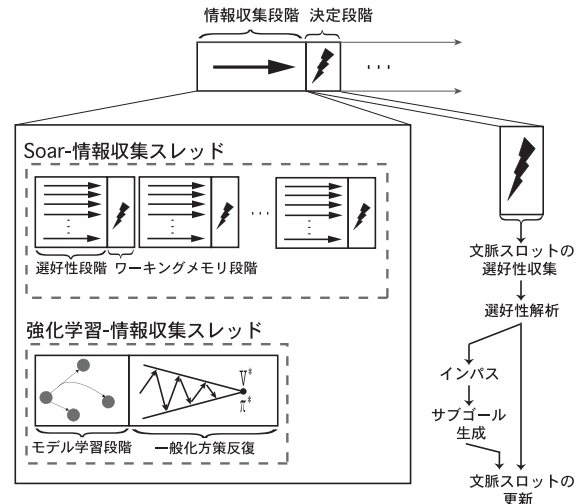 情報収集段階 決定段階
・・・
Soar-情報収集スレッド
・・・
選好性段階 ワーキングメモリ段階
強化学習-情報収集スレッド
V*
π*
モデル学習段階 一般化方策反復
文脈スロットの
選好性収集
選好性解析
インパス
サブゴール
生成
文脈スロットの
更新